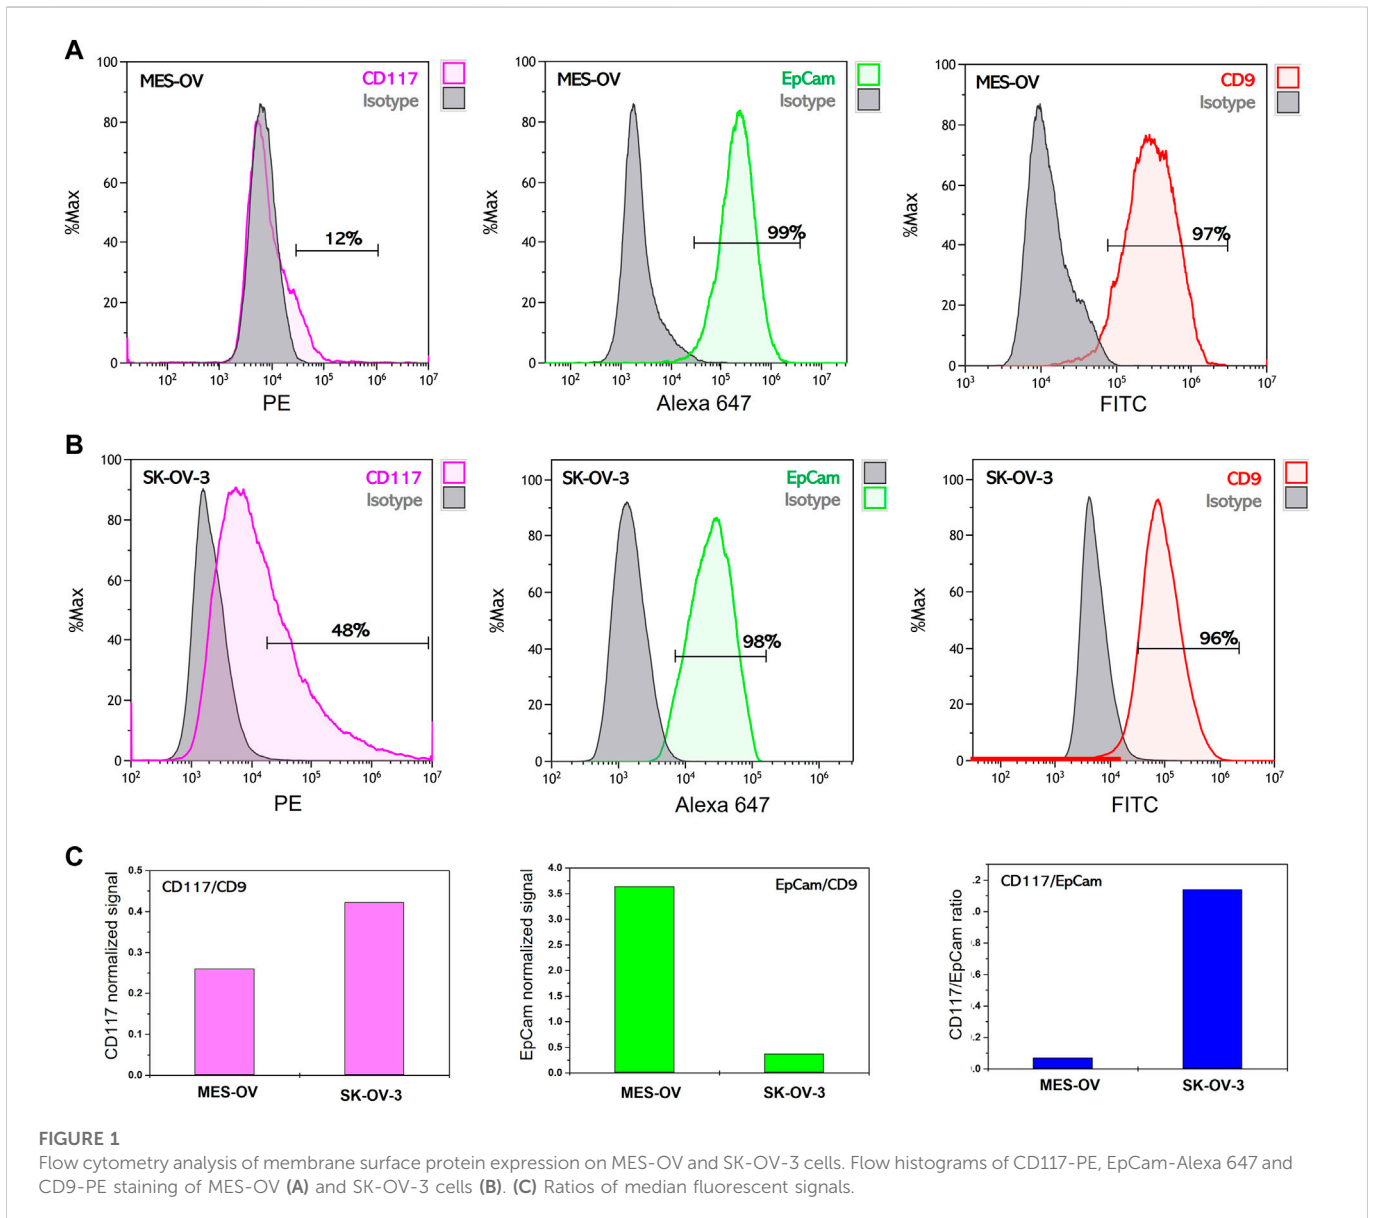 A
100
80
60
40
20
0
%Max
MES-OV
CD117
Isotype
12%
10² 10³ 10⁴ 10⁵ 10⁶ 10⁷
PE
100
80
60
40
20
0
%Max
MES-OV
EpCam
Isotype
99%
10² 10³ 10⁴ 10⁵ 10⁶ 10⁷
Alexa 647
100
80
60
40
20
0
%Max
MES-OV
CD9
Isotype
97%
10³ 10⁴ 10⁵ 10⁶ 10⁷
FITC
B
100
80
60
40
20
0
%Max
SK-OV-3
CD117
Isotype
48%
10² 10³ 10⁴ 10⁵ 10⁶ 10⁷
PE
100
80
60
40
20
0
%Max
SK-OV-3
EpCam
Isotype
98%
10³ 10⁴ 10⁵ 10⁶
Alexa 647
100
80
60
40
20
0
%Max
SK-OV-3
CD9
Isotype
96%
10² 10³ 10⁴ 10⁵ 10⁶ 10⁷
FITC
C
CD117 normalized signal
0.5
0.4
0.3
0.2
0.1
0.0
CD117/CD9
MES-OV SK-OV-3
EpCam normalized signal
4.0
3.5
3.0
2.5
2.0
1.5
1.0
0.5
0.0
EpCam/CD9
MES-OV SK-OV-3
CD117/EpCam ratio
.2
.0
.8
.6
.4
.2
.0
CD117/EpCam
MES-OV SK-OV-3
FIGURE 1
Flow cytometry analysis of membrane surface protein expression on MES-OV and SK-OV-3 cells. Flow histograms of CD117-PE, EpCam-Alexa 647 and
CD9-PE staining of MES-OV (A) and SK-OV-3 cells (B). (C) Ratios of median fluorescent signals.